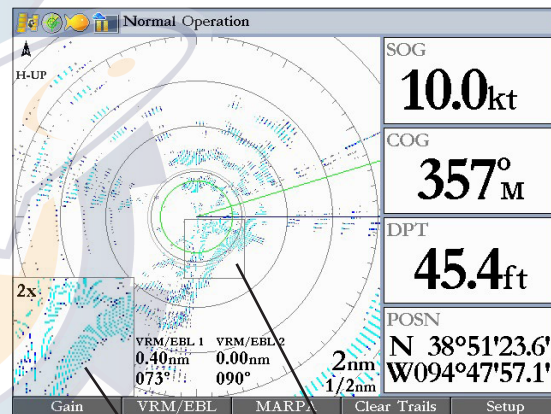 Normal Operation
H-UP
2x
VRM/EBL 1 VRM/EBL 2
0.40nm 0.00nm
073° 090°
2nm
1/2nm
SOG
10.0kt
COG
357°M
DPT
45.4ft
POSN
N 38°51'23.6'
W094°47'57.1'
Gain VRM/EBL MARPA Clear Trails Setup